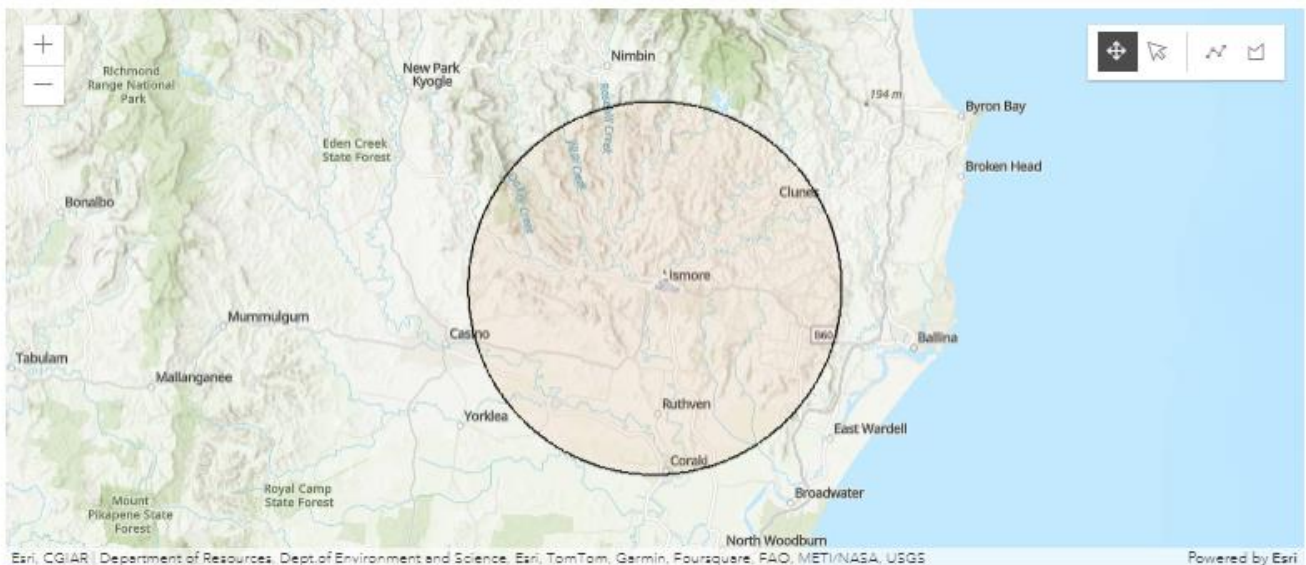 +
−
Richmond
Range National
Park
New Park
Kyogle
Nimbin
194 m
Byron Bay
Eden Creek
State Forest
Broken Head
Clunes
Bonalbo
Creek
Lismore
Mummulgum
Casino
B60
Ballina
Tabulam
Mallanganee
Ruthven
Yorklea
East Wardell
Coraki
Royal Camp
State Forest
Mount
Pikapene State
Forest
Broadwater
North Woodburn
Esri, CGIAR | Department of Resources, Dept.of Environment and Science, Esri, TomTom, Garmin, Foursquare, FAO, METI/NASA, USGS
Powered by Esri